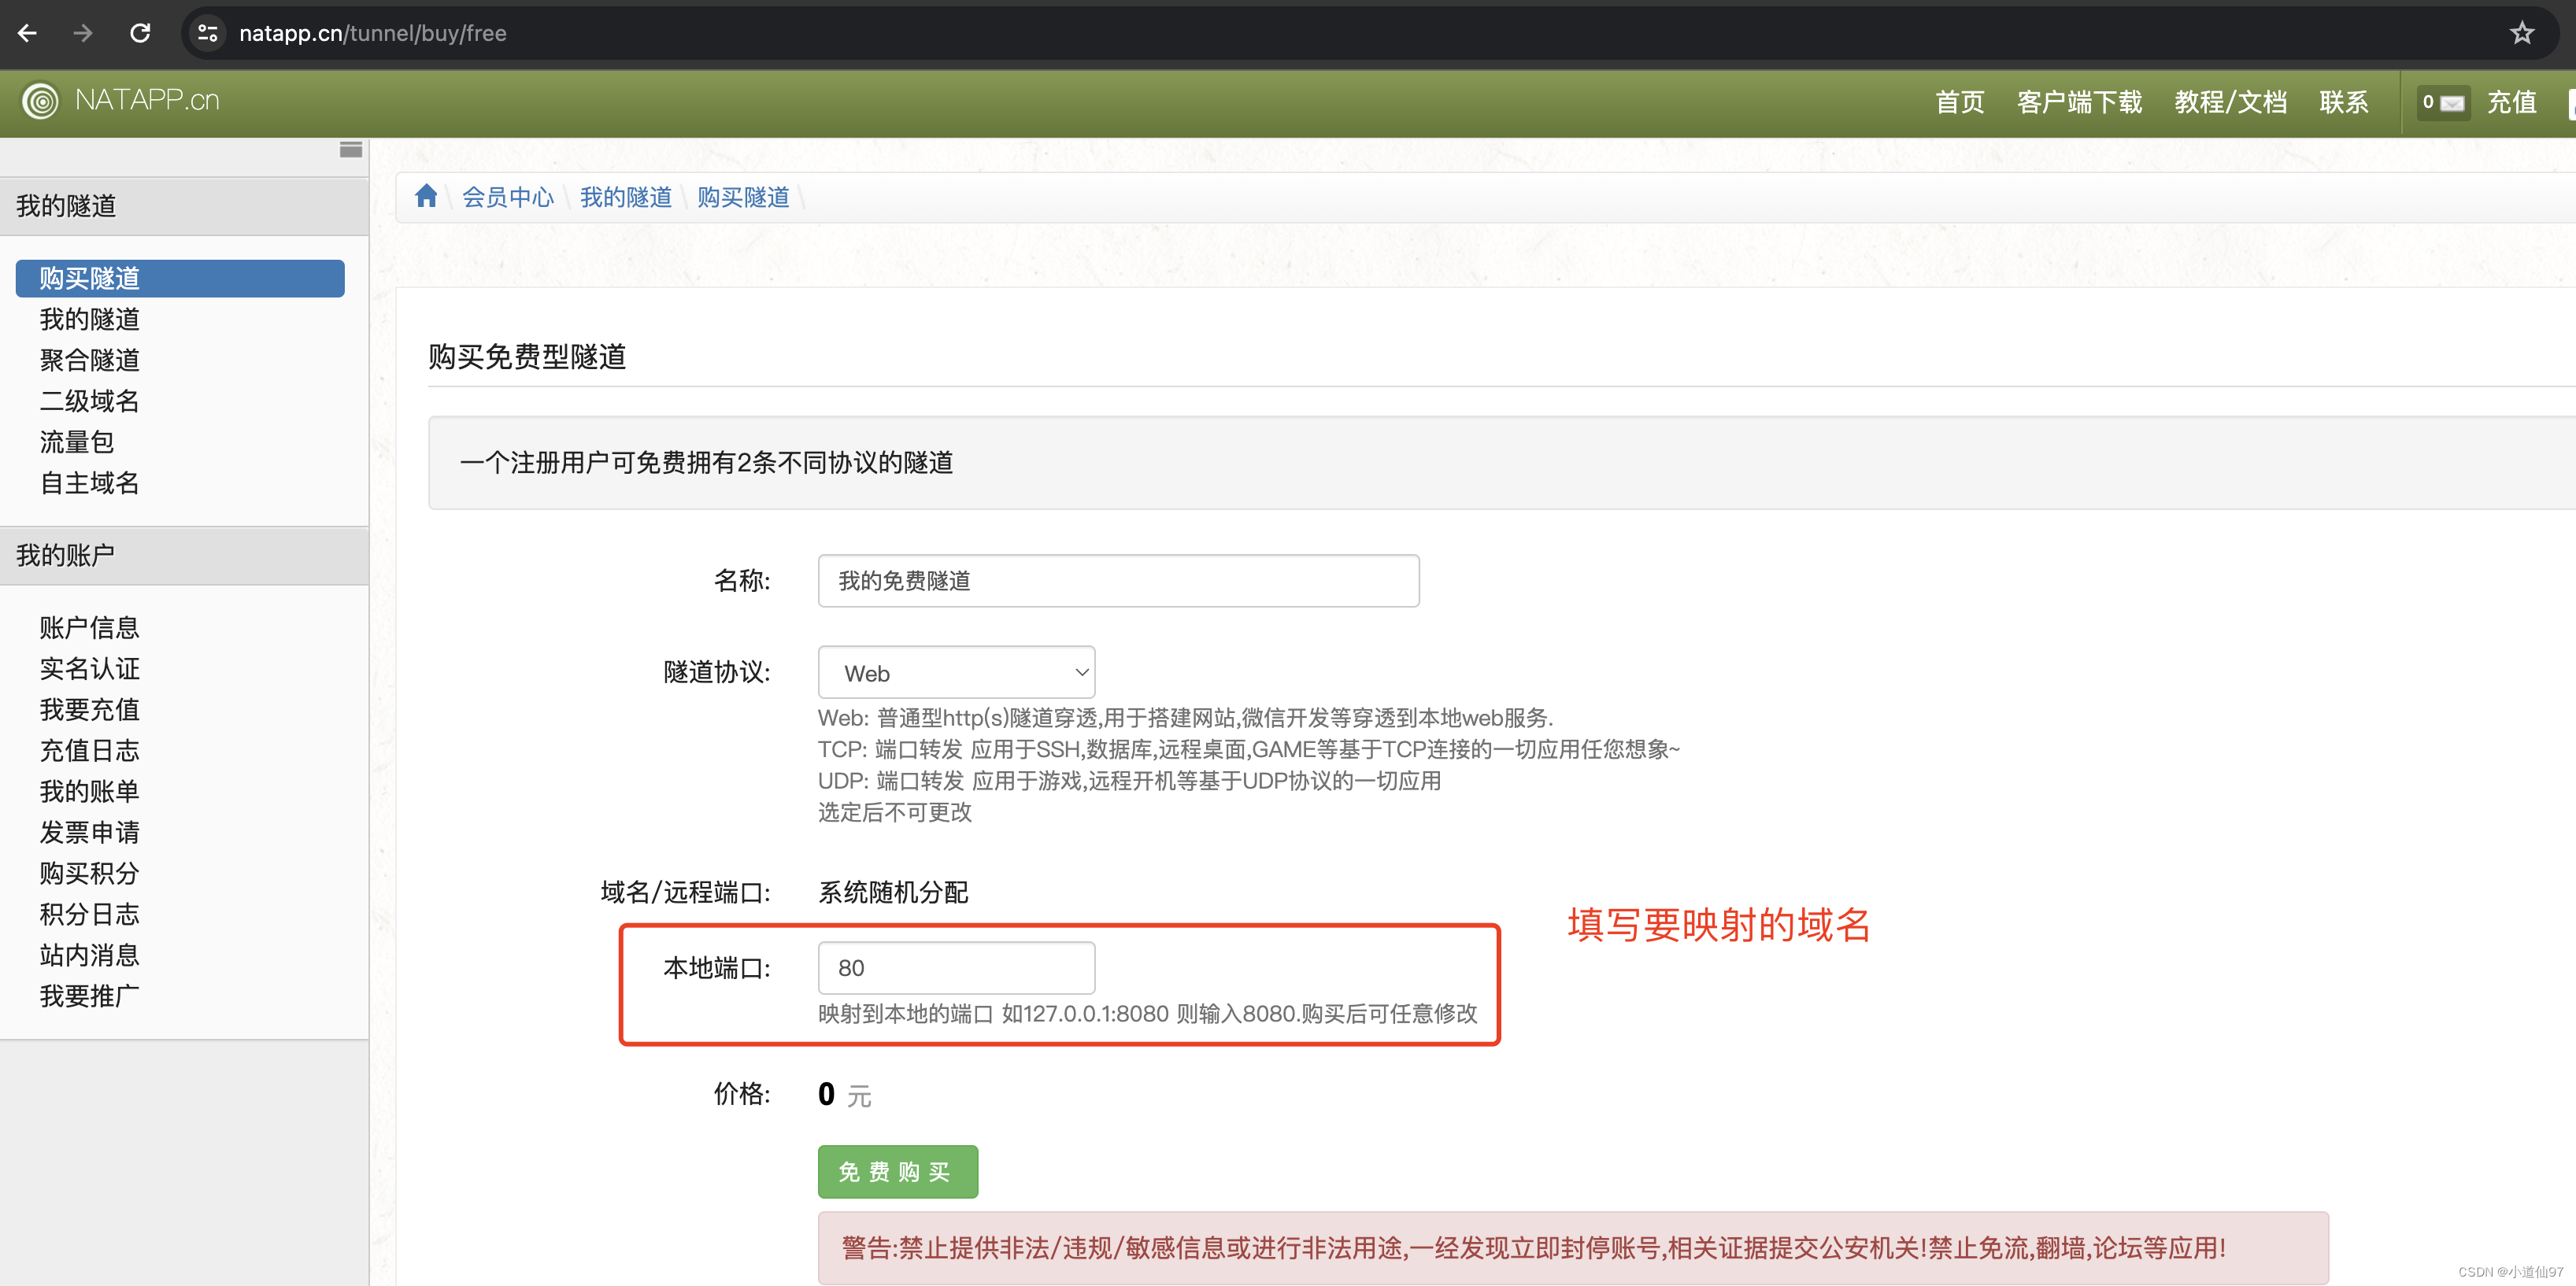 natapp.cn/tunnel/buy/free
NATAPP.cn
首页 客户端下载 教程/文档 联系 0 充值
我的隧道
购买隧道
我的隧道
聚合隧道
二级域名
流量包
自主域名
我的账户
账户信息
实名认证
我要充值
充值日志
我的账单
发票申请
购买积分
积分日志
站内消息
我要推广
会员中心 我的隧道 购买隧道
购买免费型隧道
一个注册用户可免费拥有2条不同协议的隧道
名称: 我的免费隧道
隧道协议: Web
Web: 普通型http(s)隧道穿透,用于搭建网站,微信开发等穿透到本地web服务.
TCP: 端口转发 应用于SSH,数据库,远程桌面,GAME等基于TCP连接的一切应用任您想象~
UDP: 端口转发 应用于游戏,远程开机等基于UDP协议的一切应用
选定后不可更改
域名/远程端口: 系统随机分配
填写要映射的域名
本地端口: 80
映射到本地的端口 如127.0.0.1:8080 则输入8080.购买后可任意修改
价格: 0 元
免费购买
警告:禁止提供非法/违规/敏感信息或进行非法用途,一经发现立即封停账号,相关证据提交公安机关!禁止免流,翻墙,论坛等应用!
CSDN @小道仙97